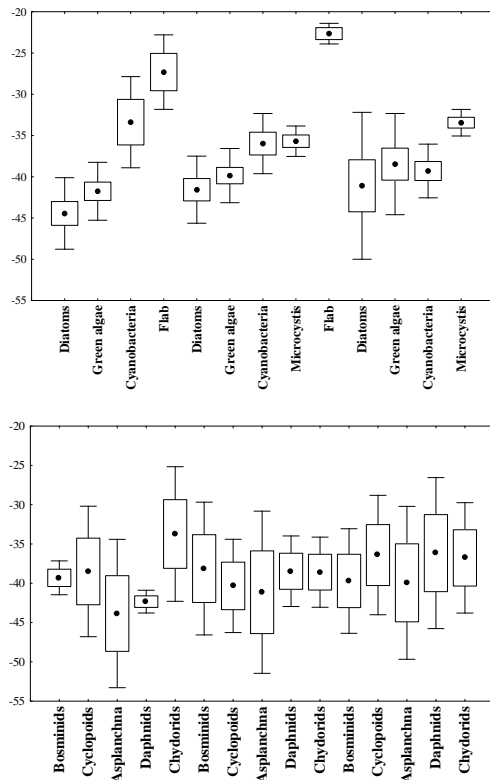 -20
-25
-30
-35
-40
-45
-50
-55
Diatoms
Green algae
Cyanobacteria
Flab
Diatoms
Green algae
Cyanobacteria
Microcystis
Flab
Diatoms
Green algae
Cyanobacteria
Microcystis
-20
-25
-30
-35
-40
-45
-50
-55
Bosminids
Cyclopoids
Asplanchna
Daphnids
Chydorids
Bosminids
Cyclopoids
Asplanchna
Daphnids
Chydorids
Bosminids
Cyclopoids
Asplanchna
Daphnids
Chydorids